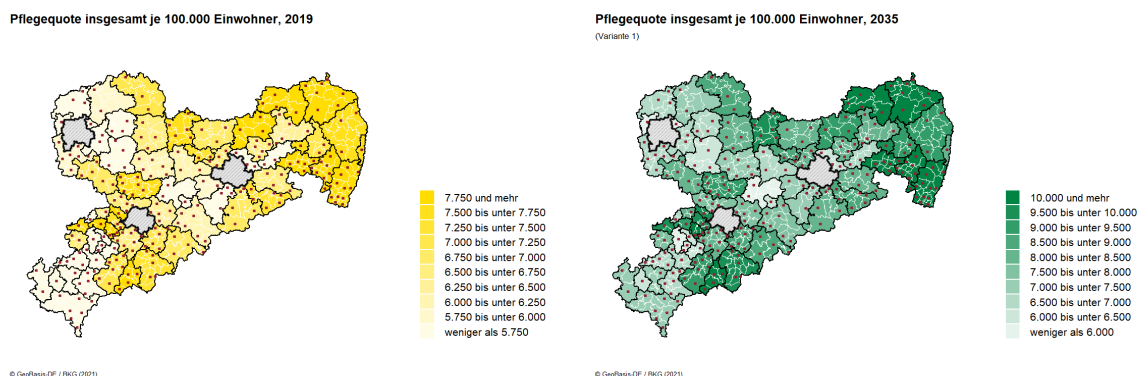 Pflegequote insgesamt je 100.000 Einwohner, 2019
7.750 und mehr
7.500 bis unter 7.750
7.250 bis unter 7.500
7.000 bis unter 7.250
6.750 bis unter 7.000
6.500 bis unter 6.750
6.250 bis unter 6.500
6.000 bis unter 6.250
5.750 bis unter 6.000
weniger als 5.750
© GeoBasis-DE / BKG (2021)
Pflegequote insgesamt je 100.000 Einwohner, 2035
(Variante 1)
10.000 und mehr
9.500 bis unter 10.000
9.000 bis unter 9.500
8.500 bis unter 9.000
8.000 bis unter 8.500
7.500 bis unter 8.000
7.000 bis unter 7.500
6.500 bis unter 7.000
6.000 bis unter 6.500
weniger als 6.000
© GeoBasis-DE / BKG (2021)